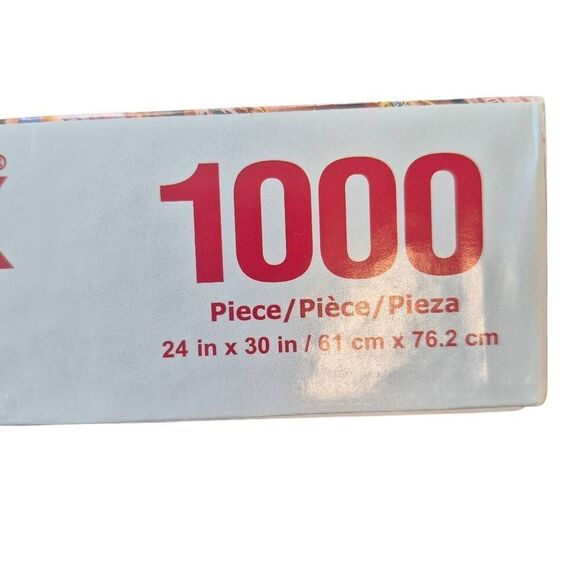 ®
1000
Piece/Pièce/Pieza
24 in x 30 in / 61 cm x 76.2 cm